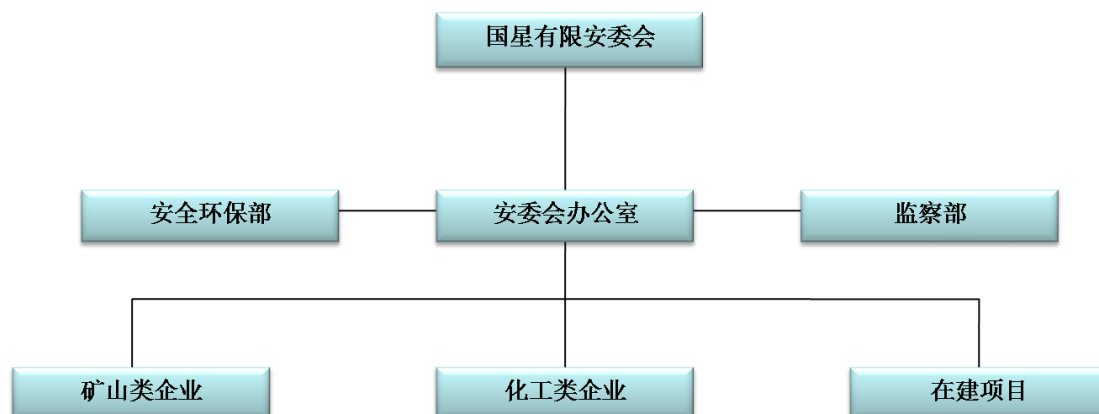 国星有限安委会
安全环保部
安委会办公室
监察部
矿山类企业
化工类企业
在建项目